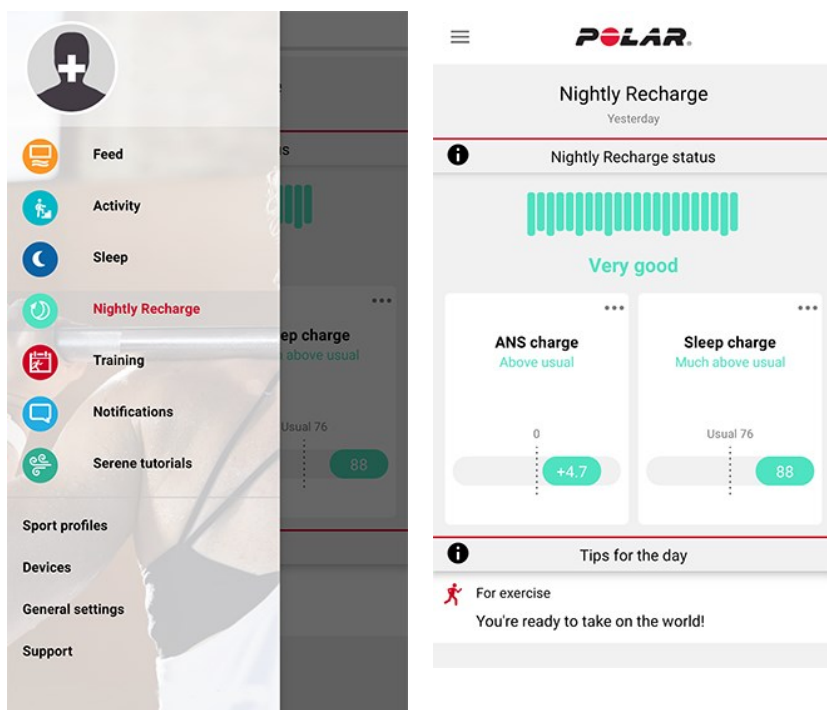 Feed
Activity
Sleep
Nightly Recharge
Training
Notifications
Serene tutorials
Sport profiles
Devices
General settings
Support
s
ep charge
above usual
Usual 76
88
POLAR.
Nightly Recharge
Yesterday
Nightly Recharge status
Very good
ANS charge
Above usual
0
+4.7
Sleep charge
Much above usual
Usual 76
88
Tips for the day
For exercise
You're ready to take on the world!